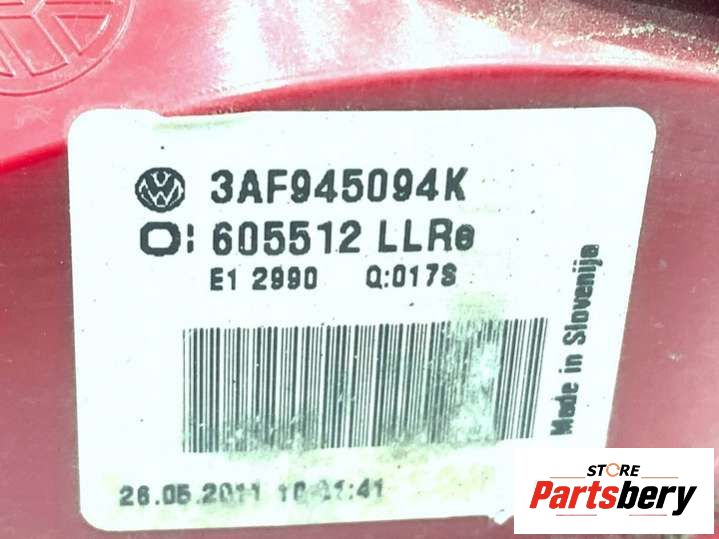 3AF945094K
O: 605512 LLRe
E1 2990 Q:017S
Made in Slovenija
26.05.2011
STORE
Partsbery